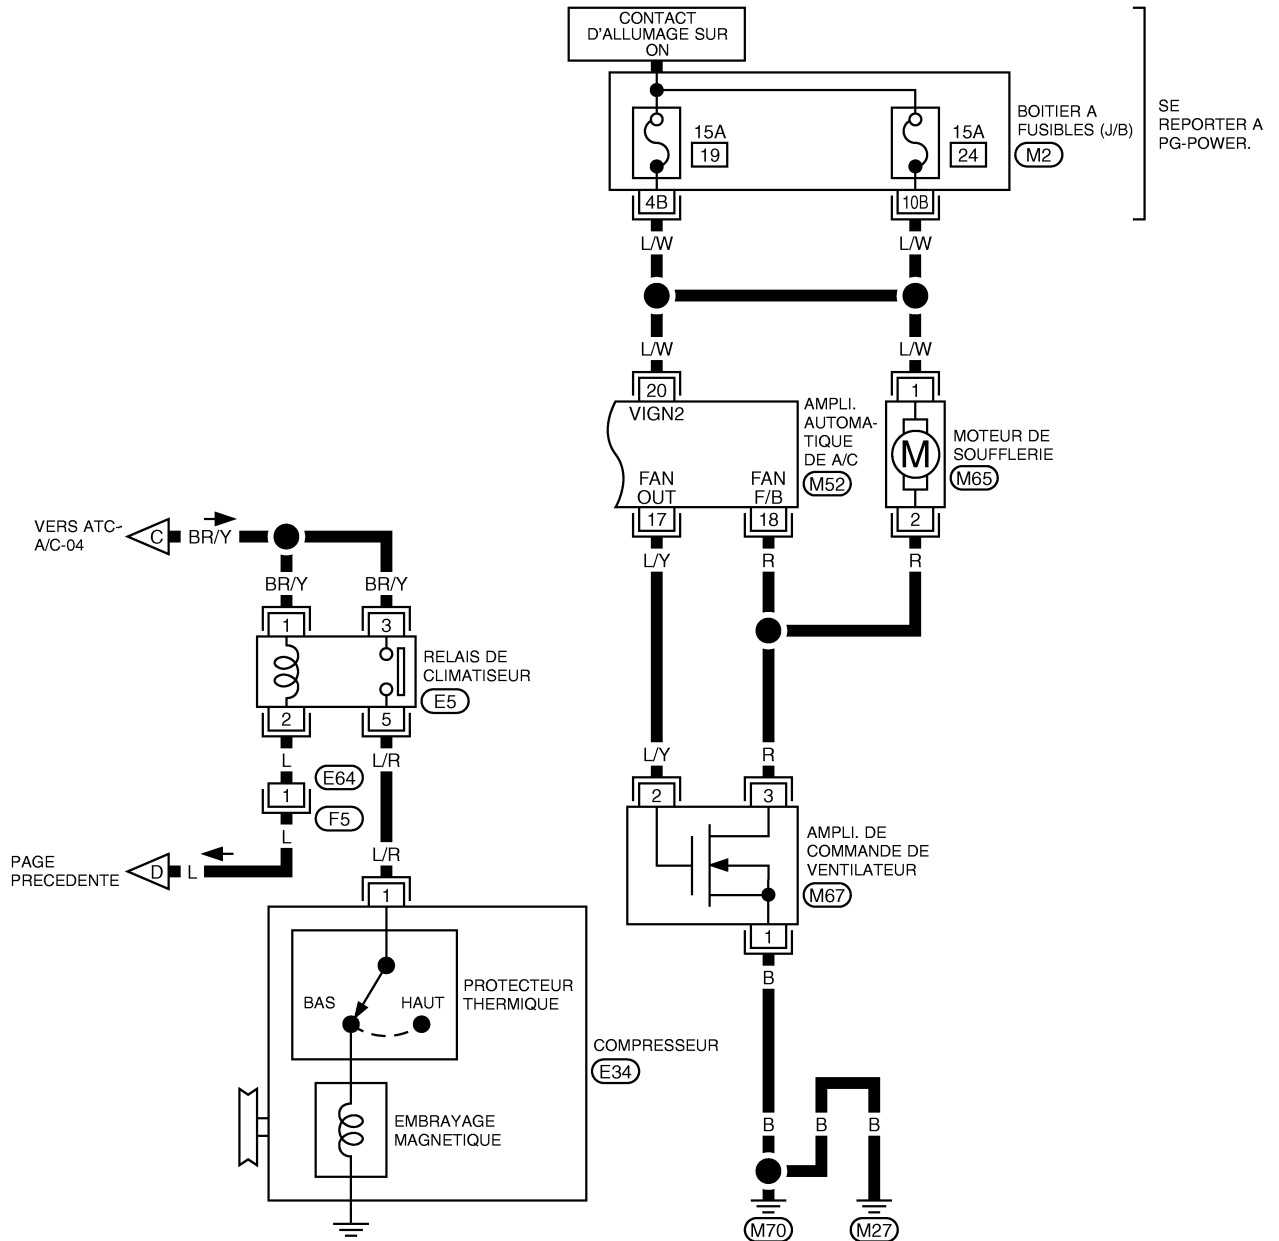 CONTACT
D'ALLUMAGE SUR
ON
BOITIER A
FUSIBLES (J/B)
M2
SE
REPORTER A
PG-POWER.
15A
19
15A
24
4B
10B
L/W
L/W
L/W
L/W
20
1
VIGN2
AMPLI.
AUTOMA-
TIQUE
DE A/C
M52
M
MOTEUR DE
SOUFFLERIE
M65
FAN
OUT
FAN
F/B
17
18
2
VERS ATC-
A/C-04
C
BR/Y
L/Y
R
R
BR/Y
BR/Y
1
3
RELAIS DE
CLIMATISEUR
E5
2
5
L
L/R
L/Y
R
E64
1
F5
2
3
L
L/R
PAGE
PRECEDENTE
D
L
AMPLI. DE
COMMANDE DE
VENTILATEUR
M67
1
1
B
BAS
HAUT
PROTECTEUR
THERMIQUE
COMPRESSEUR
E34
EMBRAYAGE
MAGNETIQUE
B
B
B
M70
M27